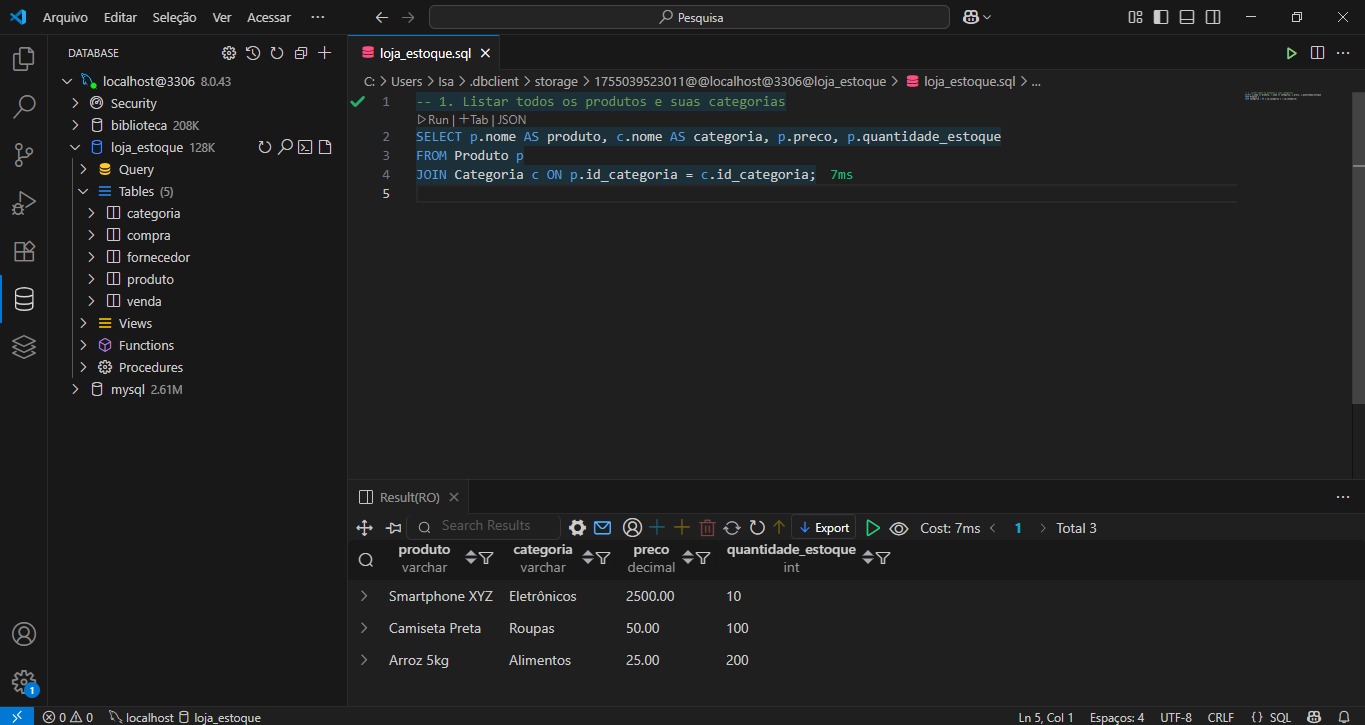 Arquivo Editar Seleção Ver Acessar ··· Pesquisa
DATABASE
localhost@3306 8.0.43
Security
biblioteca 208K
loja_estoque 128K
Query
Tables (5)
categoria
compra
fornecedor
produto
venda
Views
Functions
Procedures
mysql 2.61M
1
loja_estoque.sql
C: > Users > Isa > .dbclient > storage > 1755039523011@@localhost@3306@loja_estoque > loja_estoque.sql > ...
1 -- 1. Listar todos os produtos e suas categorias
Run | Tab | JSON
2 SELECT p.nome AS produto, c.nome AS categoria, p.preco, p.quantidade_estoque
3 FROM Produto p
4 JOIN Categoria c ON p.id_categoria = c.id_categoria; 7ms
5
Result(RO)
Search Results Export Cost: 7ms < 1 > Total 3
produto categoria preco quantidade_estoque
varchar varchar decimal int
Smartphone XYZ Eletrônicos 2500.00 10
Camiseta Preta Roupas 50.00 100
Arroz 5kg Alimentos 25.00 200
0 0 localhost loja_estoque Ln 5, Col 1 Espaços: 4 UTF-8 CRLF {} SQL